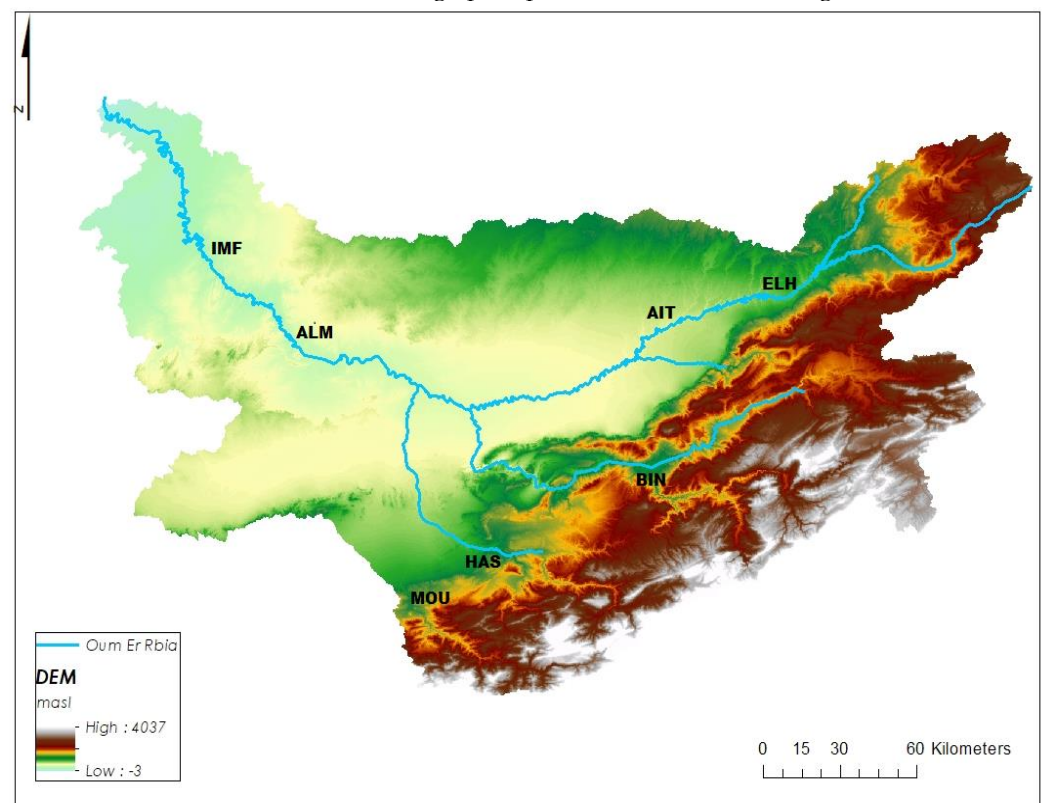 N
IMF
ALM
ELH
AIT
BIN
HAS
MOU
Oum Er Rbia
DEM
masl
High : 4037
Low : -3
0 15 30 60 Kilometers